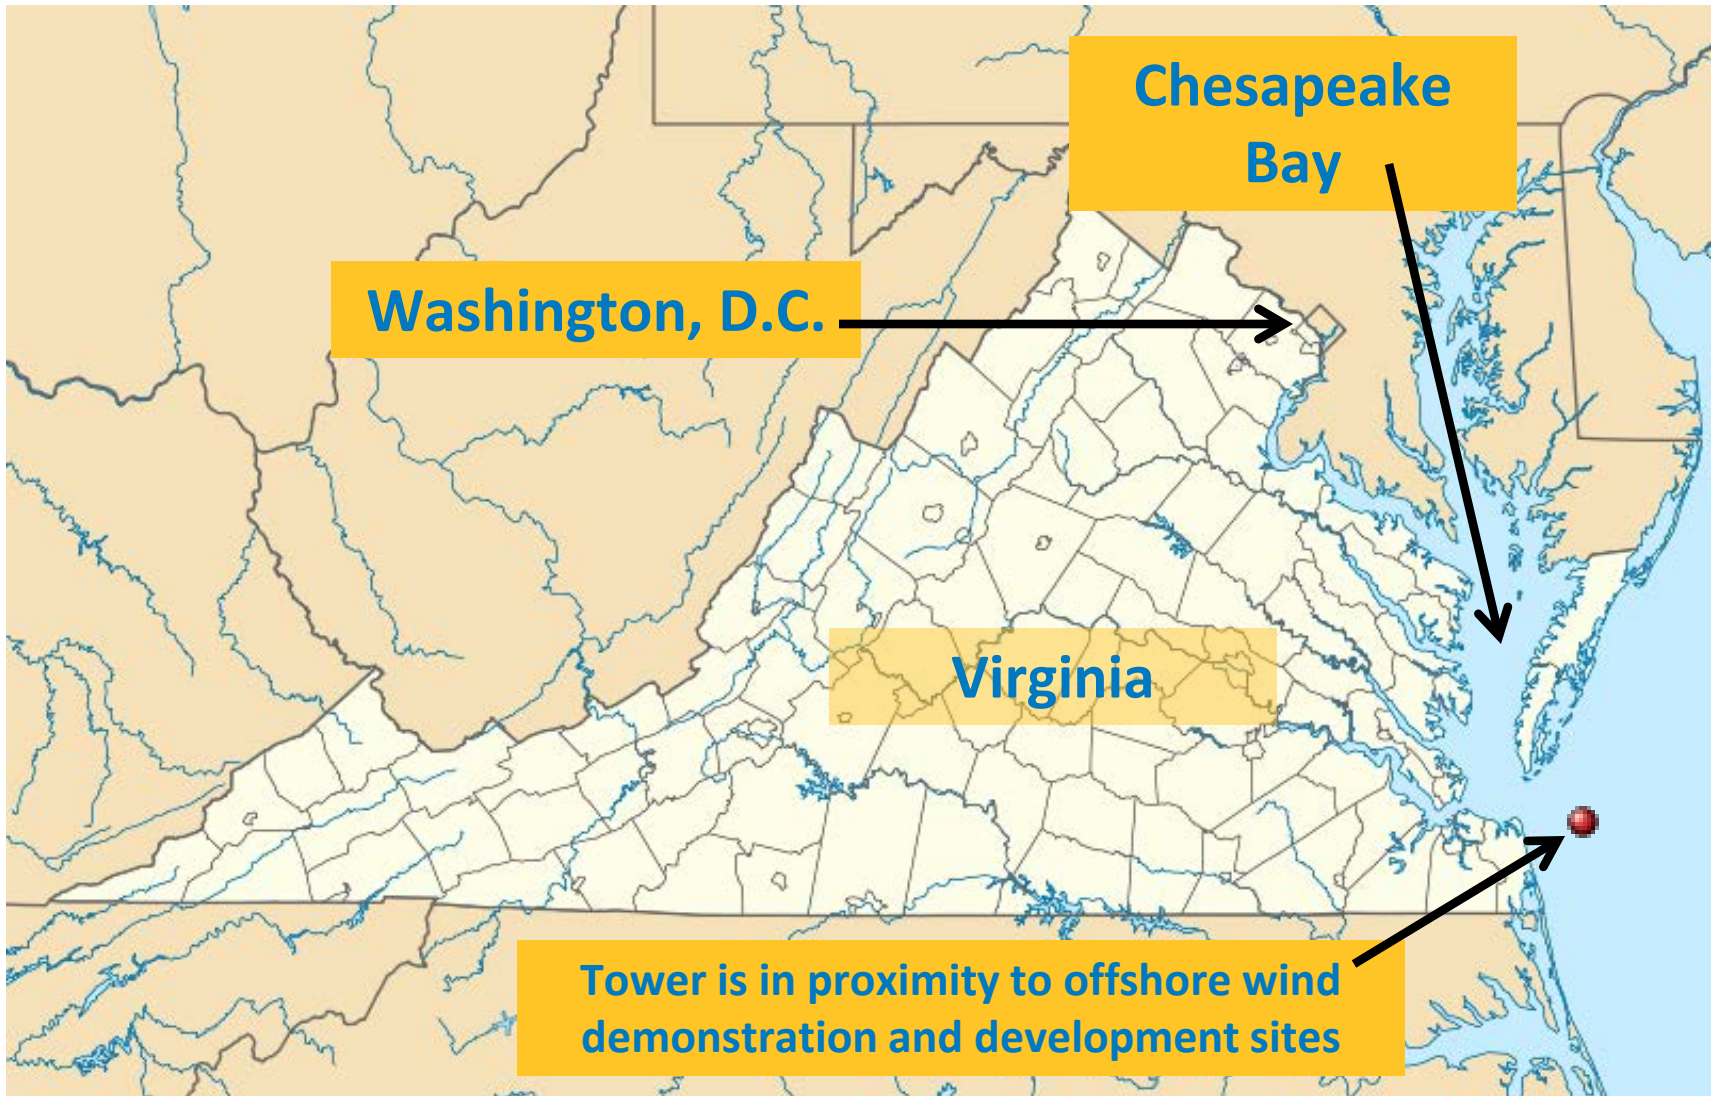 Chesapeake
Bay
Washington, D.C.
Virginia
Tower is in proximity to offshore wind
demonstration and development sites